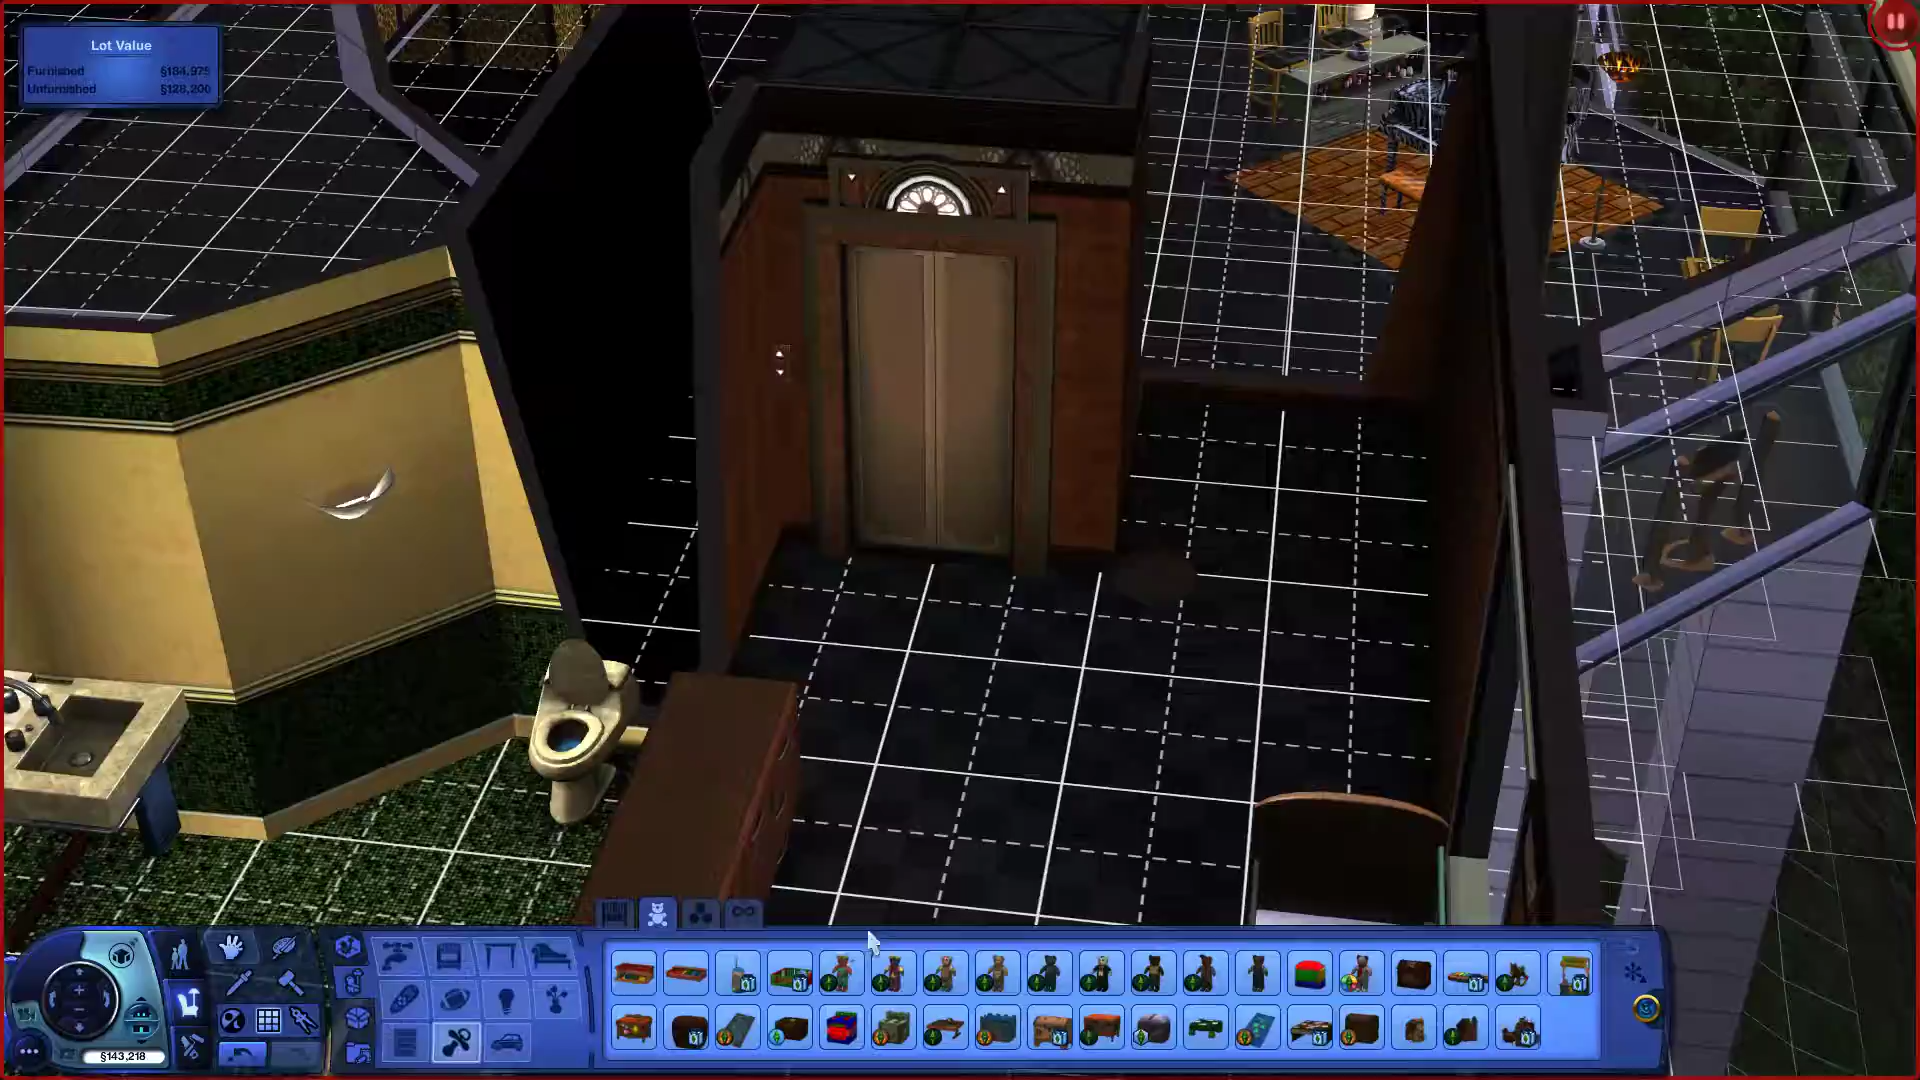 Lot Value
Furnished §184,975
Unfurnished §128,200
§143,218